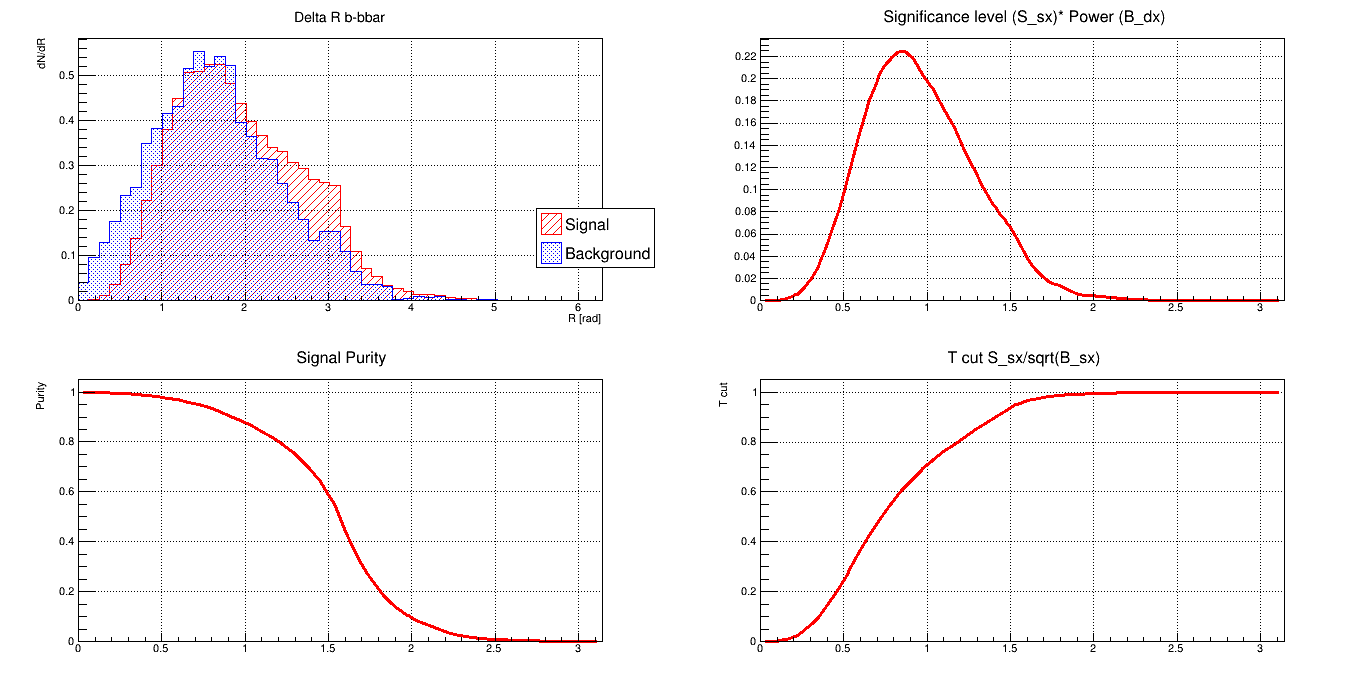 Delta R b-bbar
dN/dR
0.5
0.4
0.3
0.2
0.1
0
0 1 2 3 4 5 6
R [rad]
Signal
Background
Significance level (S_sx)* Power (B_dx)
0.22
0.2
0.18
0.16
0.14
0.12
0.1
0.08
0.06
0.04
0.02
0
0 0.5 1 1.5 2 2.5 3
Signal Purity
Purity
1
0.8
0.6
0.4
0.2
0
0 0.5 1 1.5 2 2.5 3
T cut S_sx/sqrt(B_sx)
T cut
1
0.8
0.6
0.4
0.2
0
0 0.5 1 1.5 2 2.5 3